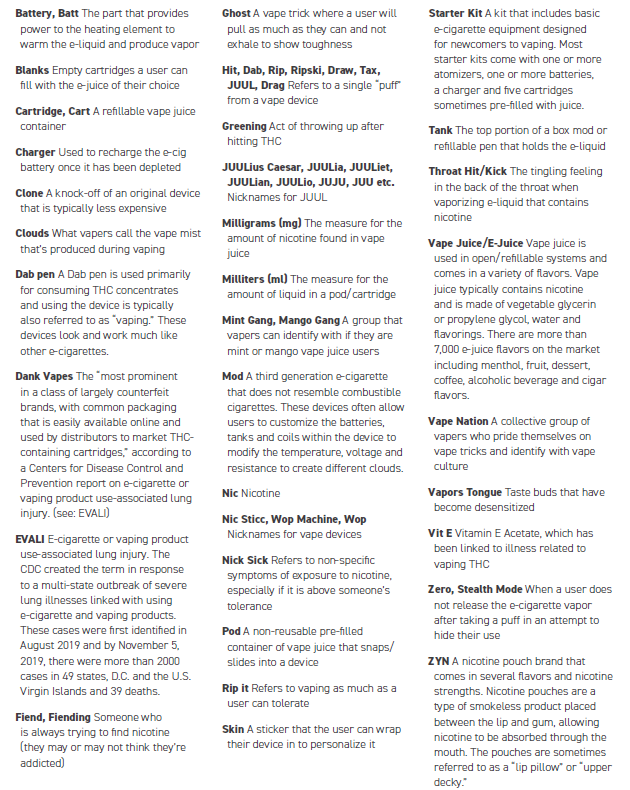 Battery, Batt The part that provides
power to the heating element to
warm the e-liquid and produce vapor
Blanks Empty cartridges a user can
fill with the e-juice of their choice
Cartridge, Cart A refillable vape juice
container
Charger Used to recharge the e-cig
battery once it has been depleted
Clone A knock-off of an original device
that is typically less expensive
Clouds What vapers call the vape mist
that's produced during vaping
Dab pen A Dab pen is used primarily
for consuming THC concentrates
and using the device is typically
also referred to as "vaping." These
devices look and work much like
other e-cigarettes.
Dank Vapes The "most prominent
in a class of largely counterfeit
brands, with common packaging
that is easily available online and
used by distributors to market THC-
containing cartridges," according to
a Centers for Disease Control and
Prevention report on e-cigarette or
vaping product use-associated lung
injury. (see: EVALI)
EVALI E-cigarette or vaping product
use-associated lung injury. The
CDC created the term in response
to a multi-state outbreak of severe
lung illnesses linked with using
e-cigarette and vaping products.
These cases were first identified in
August 2019 and by November 5,
2019, there were more than 2000
cases in 49 states, D.C. and the U.S.
Virgin Islands and 39 deaths.
Fiend, Fiending Someone who
is always trying to find nicotine
(they may or may not think they're
addicted)
Ghost A vape trick where a user will
pull as much as they can and not
exhale to show toughness
Hit, Dab, Rip, Ripski, Draw, Tax,
JUUL, Drag Refers to a single "puff"
from a vape device
Greening Act of throwing up after
hitting THC
JUULius Caesar, JUULia, JUULiet,
JUULian, JUULio, JUJU, JUU etc.
Nicknames for JUUL
Milligrams (mg) The measure for the
amount of nicotine found in vape
juice
Milliters (ml) The measure for the
amount of liquid in a pod/cartridge
Mint Gang, Mango Gang A group that
vapers can identify with if they are
mint or mango vape juice users
Mod A third generation e-cigarette
that does not resemble combustible
cigarettes. These devices often allow
users to customize the batteries,
tanks and coils within the device to
modify the temperature, voltage and
resistance to create different clouds.
Nic Nicotine
Nic Sticc, Wop Machine, Wop
Nicknames for vape devices
Nick Sick Refers to non-specific
symptoms of exposure to nicotine,
especially if it is above someone's
tolerance
Pod A non-reusable pre-filled
container of vape juice that snaps/
slides into a device
Rip it Refers to vaping as much as a
user can tolerate
Skin A sticker that the user can wrap
their device in to personalize it
Starter Kit A kit that includes basic
e-cigarette equipment designed
for newcomers to vaping. Most
starter kits come with one or more
atomizers, one or more batteries,
a charger and five cartridges
sometimes pre-filled with juice.
Tank The top portion of a box mod or
refillable pen that holds the e-liquid
Throat Hit/Kick The tingling feeling
in the back of the throat when
vaporizing e-liquid that contains
nicotine
Vape Juice/E-Juice Vape juice is
used in open/refillable systems and
comes in a variety of flavors. Vape
juice typically contains nicotine
and is made of vegetable glycerin
or propylene glycol, water and
flavorings. There are more than
7,000 e-juice flavors on the market
including menthol, fruit, dessert,
coffee, alcoholic beverage and cigar
flavors.
Vape Nation A collective group of
vapers who pride themselves on
vape tricks and identify with vape
culture
Vapors Tongue Taste buds that have
become desensitized
Vit E Vitamin E Acetate, which has
been linked to illness related to
vaping THC
Zero, Stealth Mode When a user does
not release the e-cigarette vapor
after taking a puff in an attempt to
hide their use
ZYN A nicotine pouch brand that
comes in several flavors and nicotine
strengths. Nicotine pouches are a
type of smokeless product placed
between the lip and gum, allowing
nicotine to be absorbed through the
mouth. The pouches are sometimes
referred to as a "lip pillow" or "upper
decky."